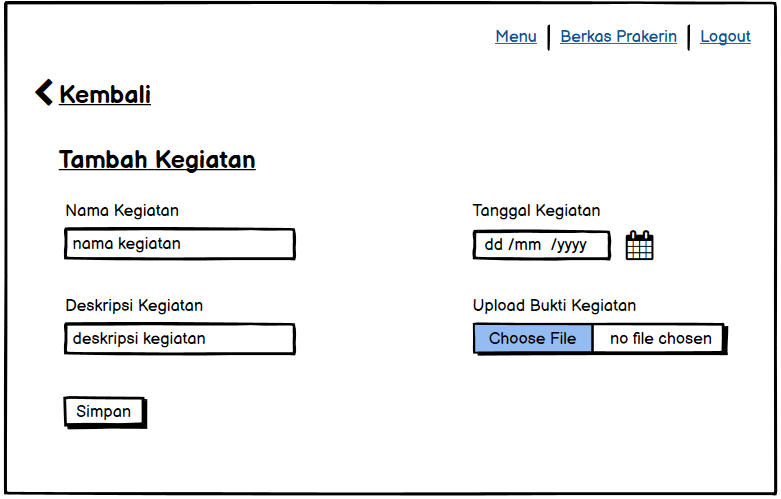 Menu Berkas Prakerin Logout
Kembali
Tambah Kegiatan
Nama Kegiatan
nama kegiatan
Tanggal Kegiatan
dd /mm /yyyy
Deskripsi Kegiatan
deskripsi kegiatan
Upload Bukti Kegiatan
Choose File no file chosen
Simpan